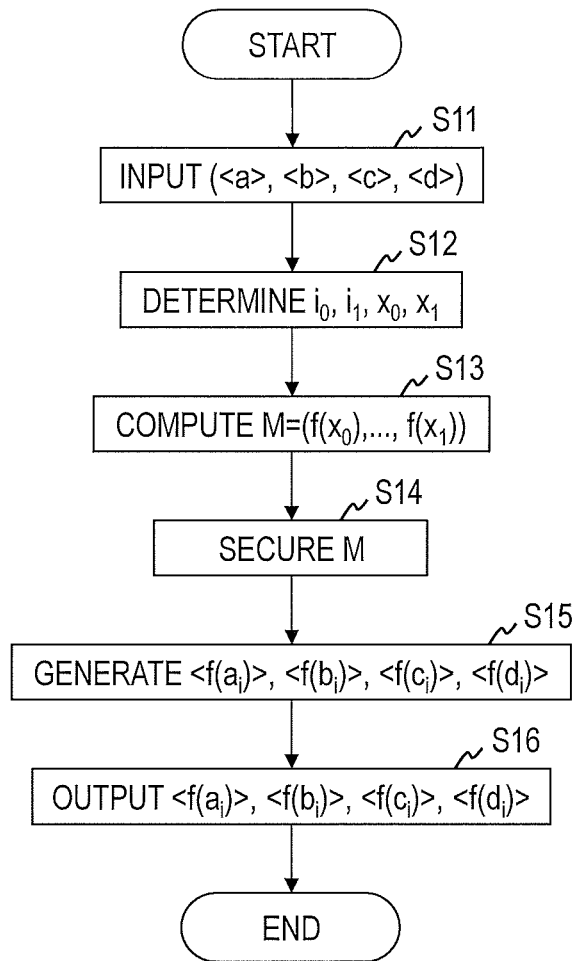 START
S11
INPUT (<a>, <b>, <c>, <d>)
S12
DETERMINE i₀, i₁, x₀, x₁
S13
COMPUTE M=(f(x₀),..., f(x₁))
S14
SECURE M
S15
GENERATE <f(aᵢ)>, <f(bᵢ)>, <f(cᵢ)>, <f(dᵢ)>
S16
OUTPUT <f(aᵢ)>, <f(bᵢ)>, <f(cᵢ)>, <f(dᵢ)>
END